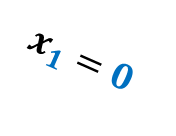 x₁ = 0